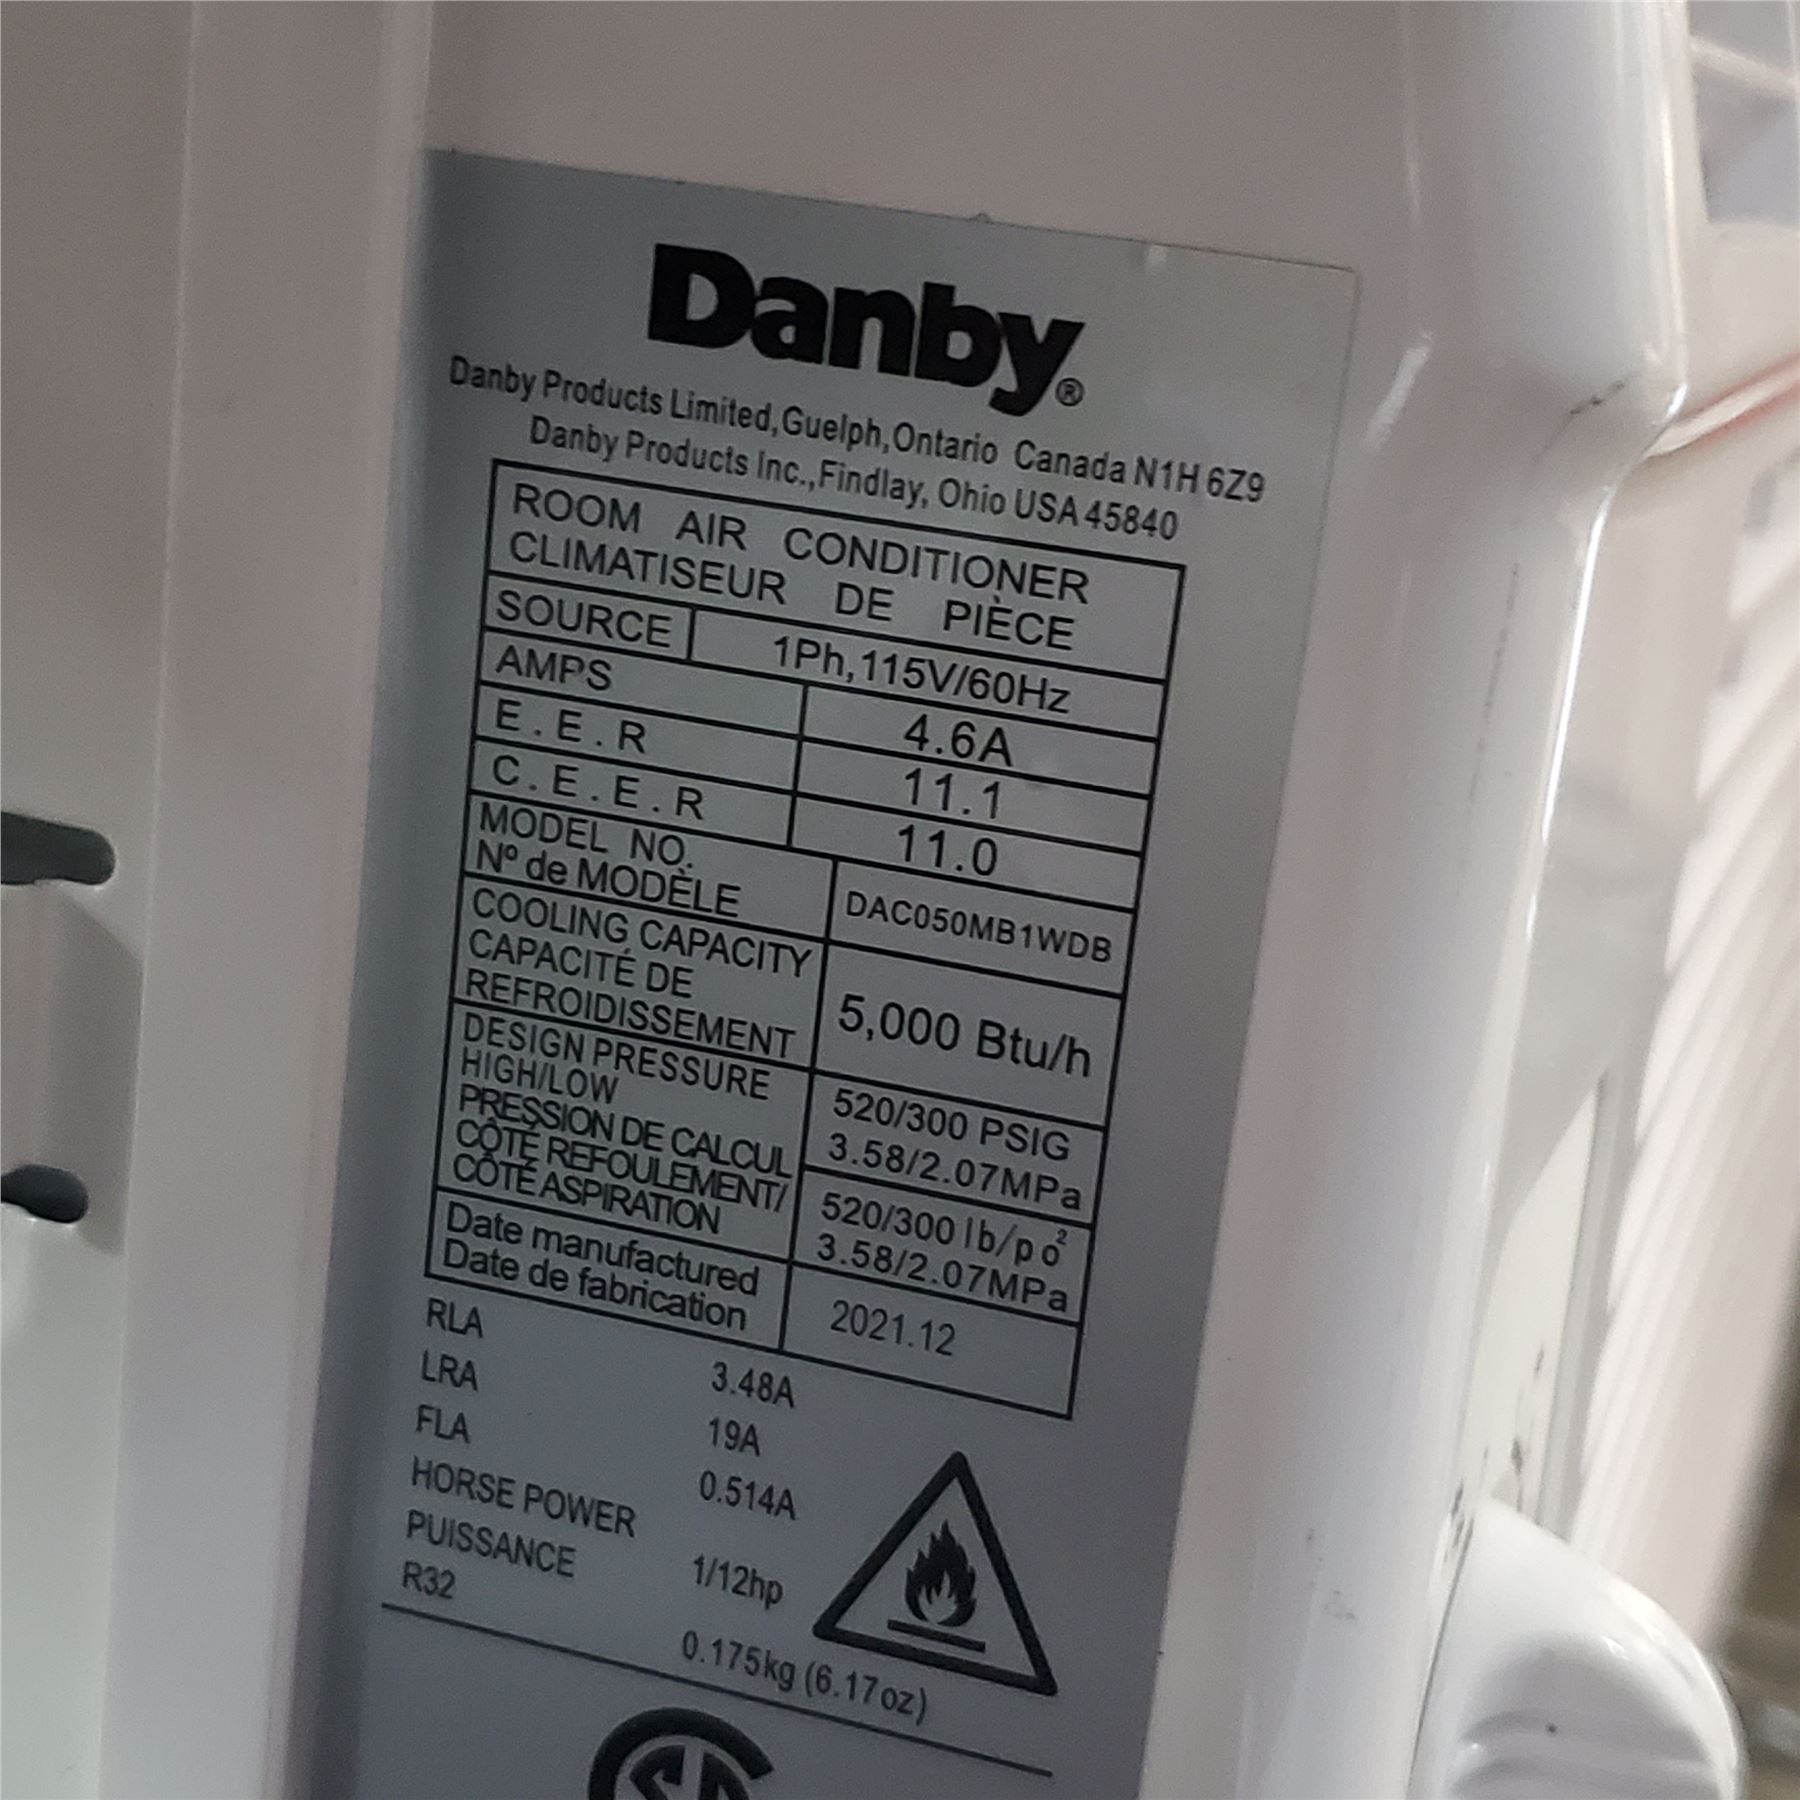 Danby®
Danby Products Limited, Guelph, Ontario Canada N1H 6Z9
Danby Products Inc., Findlay, Ohio USA 45840
ROOM AIR CONDITIONER
CLIMATISEUR DE PIÈCE
SOURCE 1Ph, 115V/60Hz
AMPS 4.6A
E.E.R 11.1
C.E.E.R 11.0
MODEL NO.
Nº de MODÈLE
DAC050MB1WDB
COOLING CAPACITY
CAPACITÉ DE
REFROIDISSEMENT
5,000 Btu/h
DESIGN PRESSURE
HIGH/LOW
PRESSION DE CALCUL
CÔTÉ REFOULEMENT/
CÔTÉ ASPIRATION
520/300 PSIG
3.58/2.07MPa
520/300 lb/po²
3.58/2.07MPa
Date manufactured
Date de fabrication
2021.12
RLA 3.48A
LRA 19A
FLA 0.514A
HORSE POWER
PUISSANCE
1/12hp
R32 0.175kg (6.17oz)